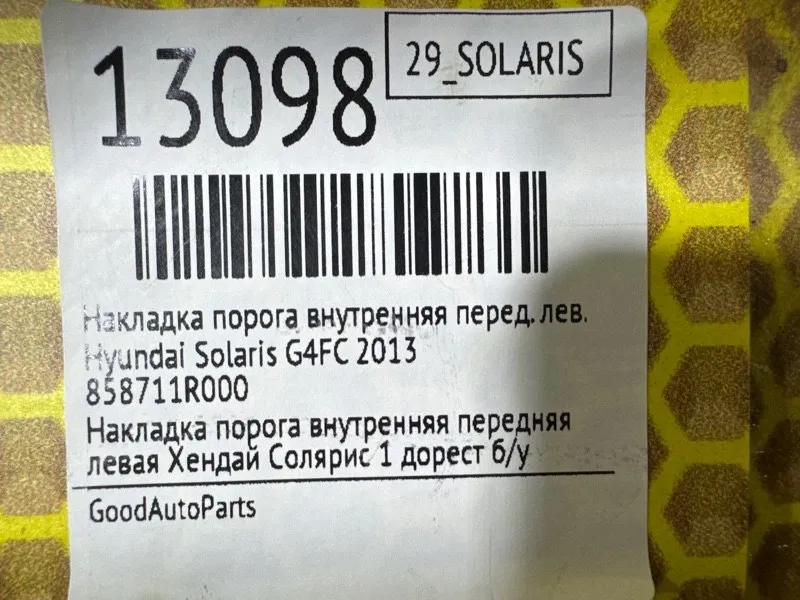 13098
29_SOLARIS
Накладка порога внутренняя перед. лев.
Hyundai Solaris G4FC 2013
858711R000
Накладка порога внутренняя передняя
левая Хендай Солярис 1 дорест б/у
GoodAutoParts